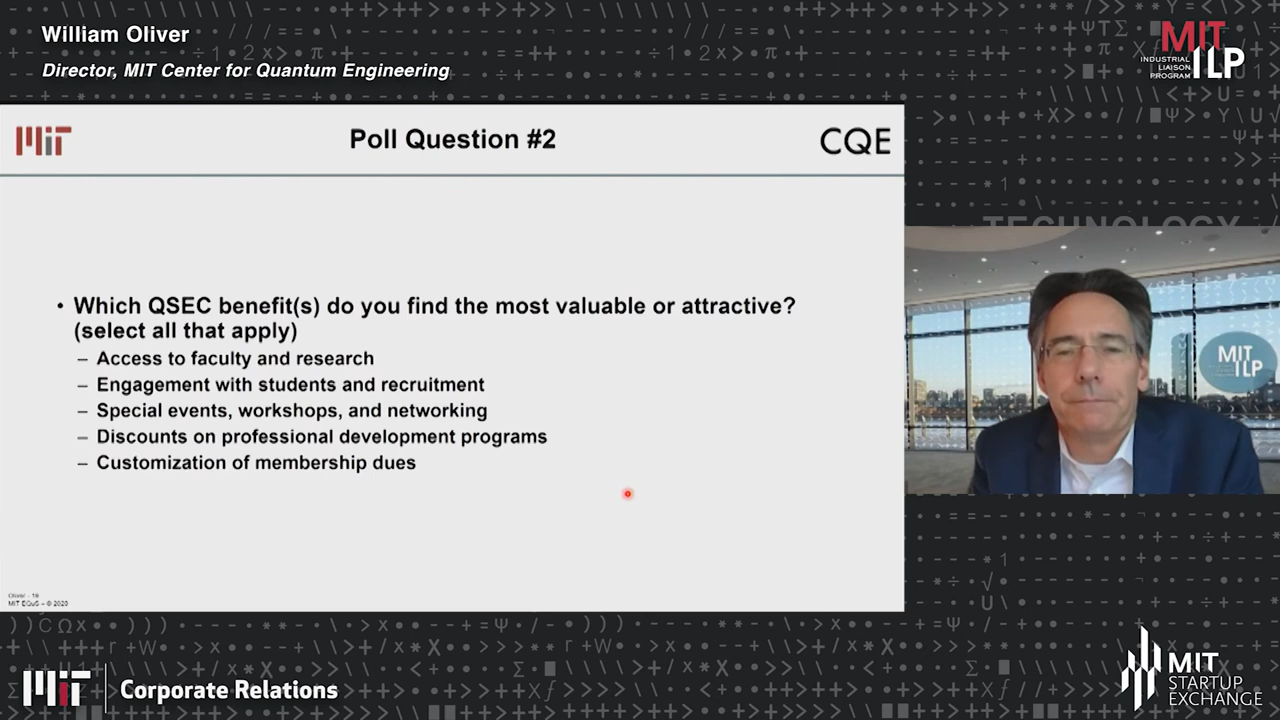 William Oliver
Director, MIT Center for Quantum Engineering
MIT
INDUSTRIAL
LIAISON
PROGRAM
ILP
MIT
Poll Question #2
CQE
• Which QSEC benefit(s) do you find the most valuable or attractive?
(select all that apply)
– Access to faculty and research
– Engagement with students and recruitment
– Special events, workshops, and networking
– Discounts on professional development programs
– Customization of membership dues
TECHNOLOGY
MIT
ILP
Oliver - 19
MIT EQuS – © 2020
MIT
Corporate Relations
MIT
STARTUP
EXCHANGE